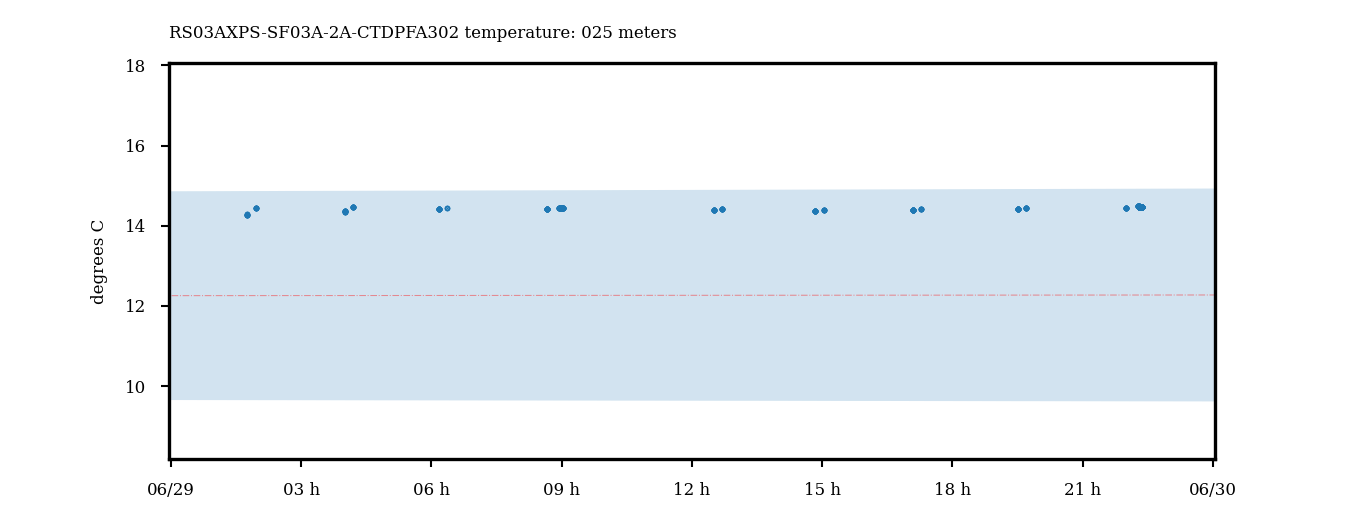 RS03AXPS-SF03A-2A-CTDPFA302 temperature: 025 meters
18
16
14
12
10
degrees C
06/29
03 h
06 h
09 h
12 h
15 h
18 h
21 h
06/30